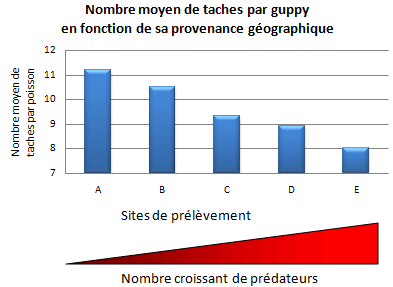 Nombre moyen de taches par guppy
en fonction de sa provenance géographique
Nombre moyen de
taches par poisson
12
11
10
9
8
7
A B C D E
Sites de prélèvement
Nombre croissant de prédateurs